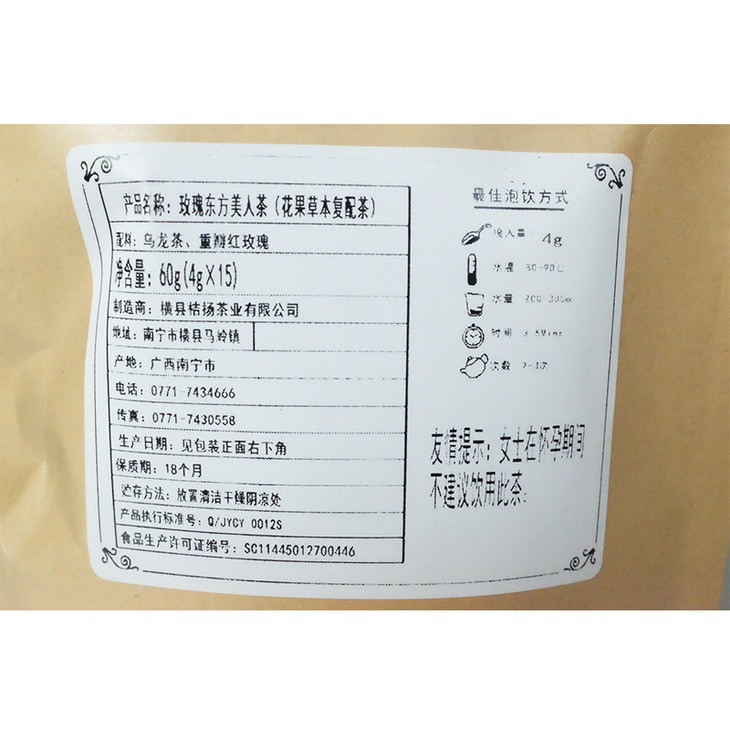 产品名称：玫瑰东方美人茶（花果草本复配茶）
配料：乌龙茶、重瓣红玫瑰
净含量：60g(4g×15)
制造商：横县桔扬茶业有限公司
地址：南宁市横县马岭镇
产地：广西南宁市
电话：0771-7434666
传真：0771-7430558
生产日期：见包装正面右下角
保质期：18个月
贮存方法：放置清洁干燥阴凉处
产品执行标准号：Q/JYCY 0012S
食品生产许可证编号：SC11445012700446
最佳泡饮方式
投入量 4g
水温
水量
时间
次数 2-3次
友情提示：女士在怀孕期间
不建议饮用此茶。